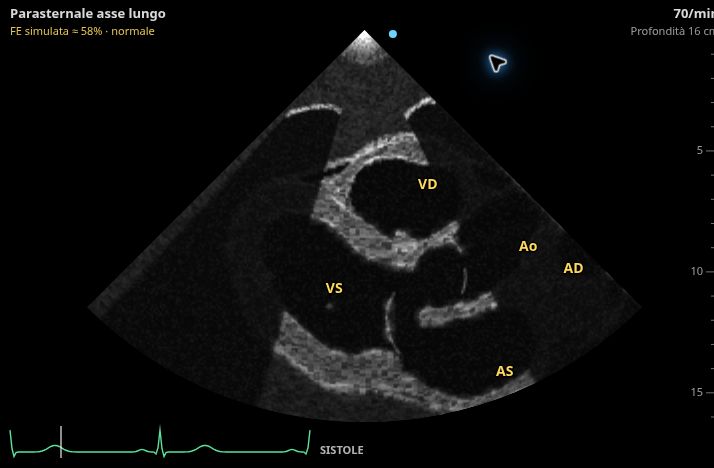 Parasternale asse lungo
70/min
FE simulata ≈ 58% · normale
Profondità 16 cm
5
VD
Ao
AD
10
VS
AS
15
SISTOLE